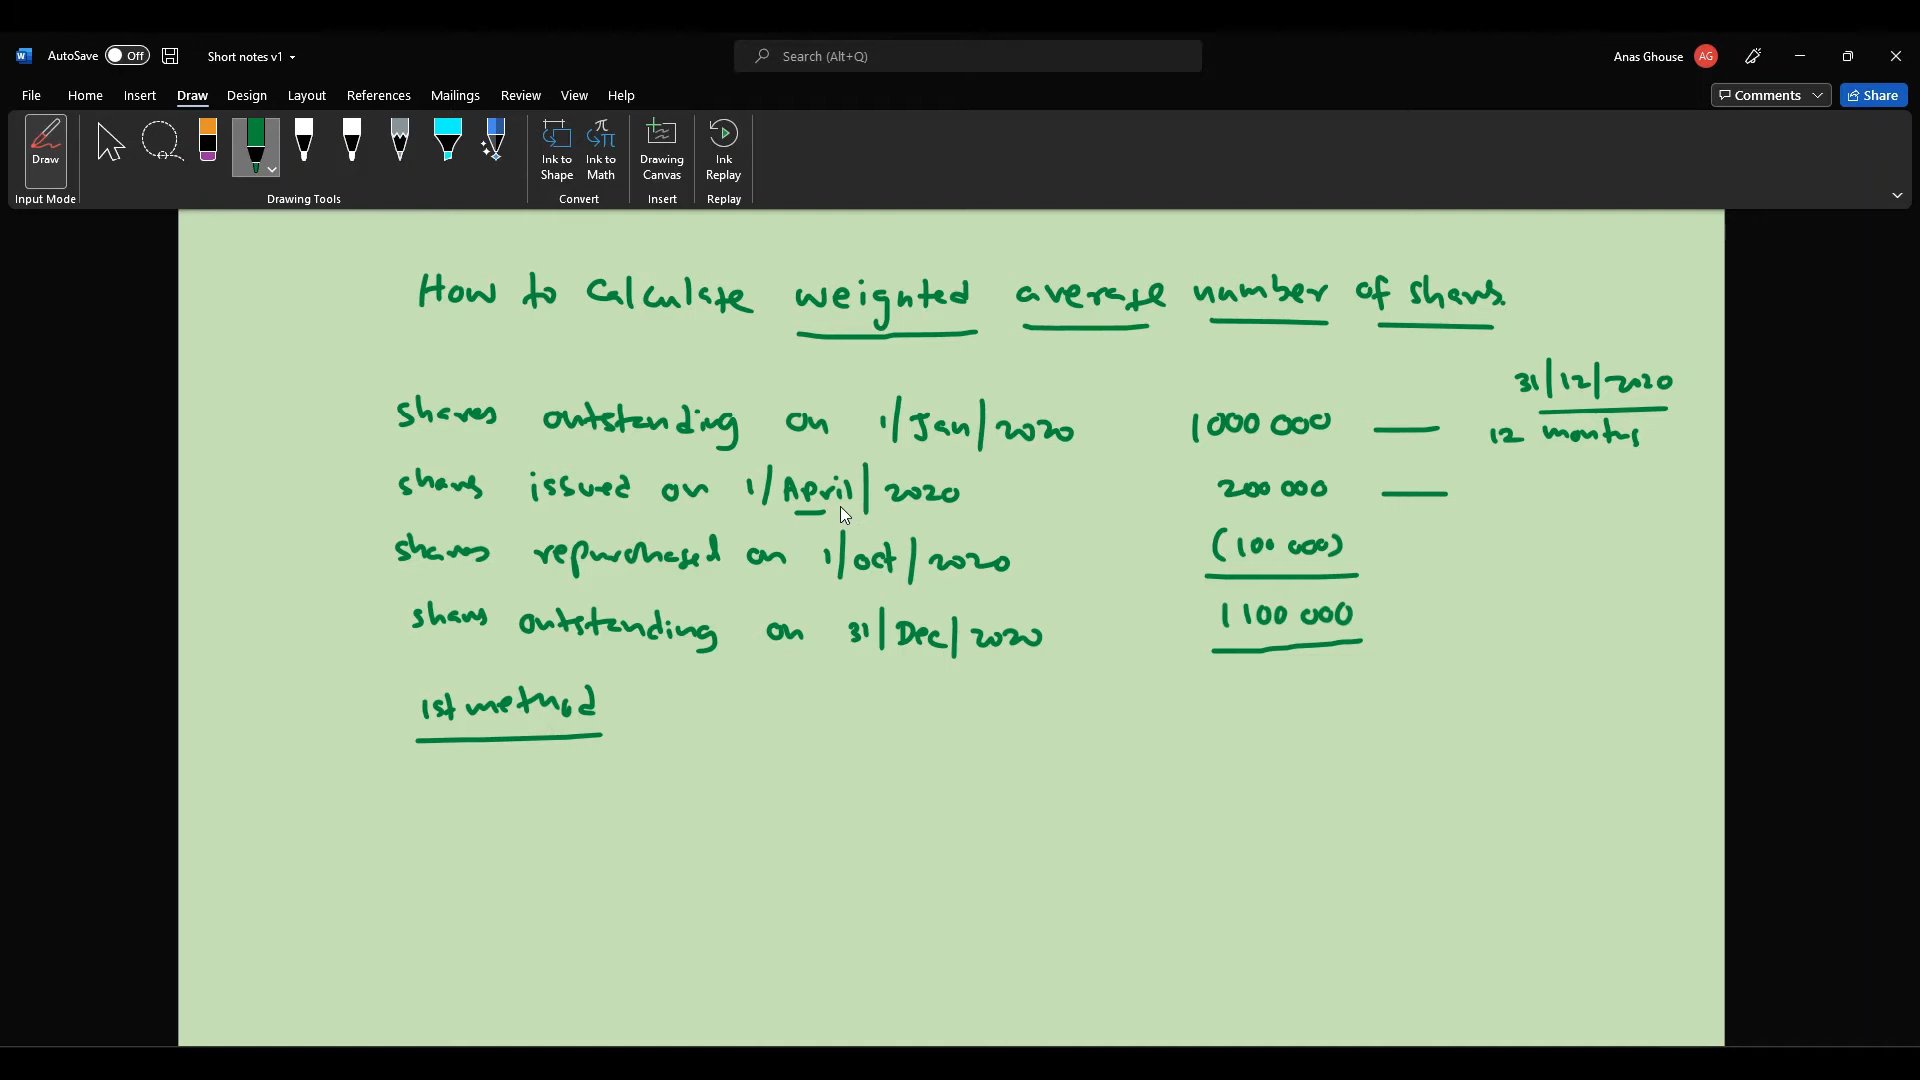 AutoSave Off Short notes v1 Search (Alt+Q) Anas Ghouse AG
File Home Insert Draw Design Layout References Mailings Review View Help Comments Share
Draw Ink to Shape Ink to Math Drawing Canvas Ink Replay
Input Mode Drawing Tools Convert Insert Replay
How to calculate weighted average number of shares.
31/12/2020
shares outstanding on 1/Jan/2020 1000 000 — 12 months
shares issued on 1/April/2020 200 000 —
shares repurchased on 1/oct/2020 (100 000)
shares outstanding on 31/Dec/2020 1 100 000
1st method